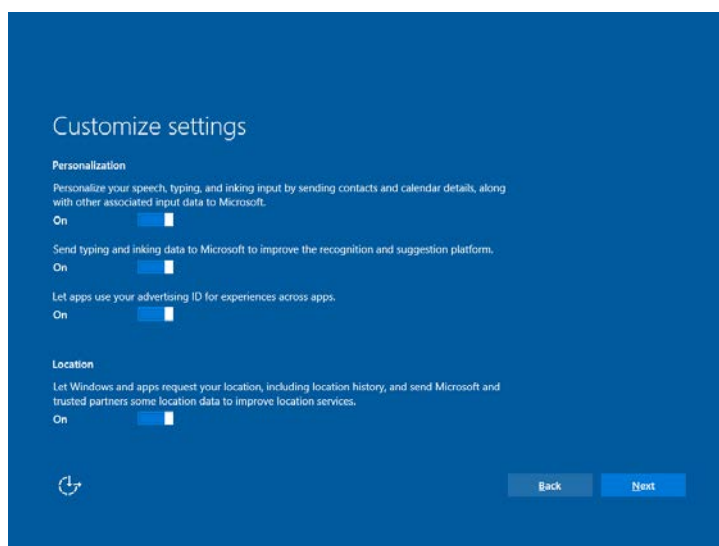 Customize settings
Personalization
Personalize your speech, typing, and inking input by sending contacts and calendar details, along
with other associated input data to Microsoft.
On
Send typing and inking data to Microsoft to improve the recognition and suggestion platform.
On
Let apps use your advertising ID for experiences across apps.
On
Location
Let Windows and apps request your location, including location history, and send Microsoft and
trusted partners some location data to improve location services.
On
Back Next